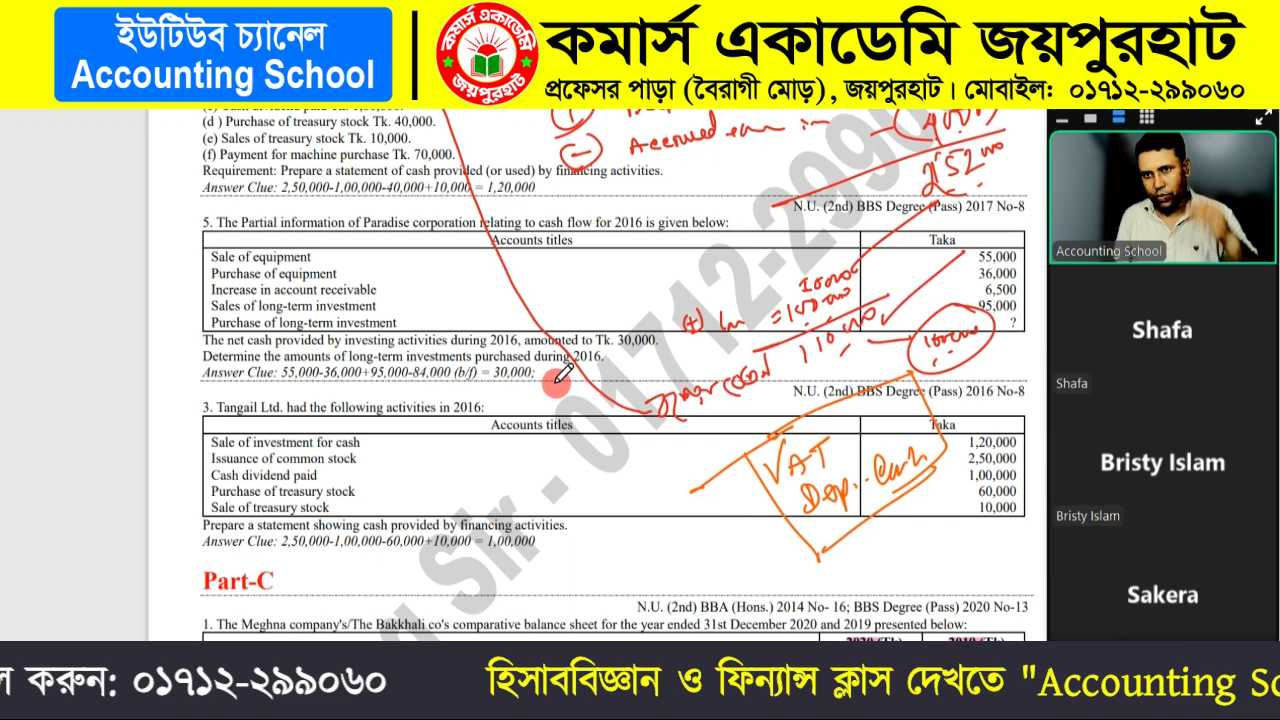 ইউটিউব চ্যানেল
Accounting School
কমার্স একাডেমি
জয়পুরহাট
কমার্স একাডেমি জয়পুরহাট
প্রফেসর পাড়া (বৈরাগী মোড়), জয়পুরহাট। মোবাইল: ০১৭১২-২৯৯০৬০
(d ) Purchase of treasury stock Tk. 40,000.
(e) Sales of treasury stock Tk. 10,000.
(f) Payment for machine purchase Tk. 70,000.
Requirement: Prepare a statement of cash provided (or used) by financing activities.
Answer Clue: 2,50,000-1,00,000-40,000+10,000 = 1,20,000
N.U. (2nd) BBS Degree (Pass) 2017 No-8
5. The Partial information of Paradise corporation relating to cash flow for 2016 is given below:
Accounts titles Taka
Sale of equipment 55,000
Purchase of equipment 36,000
Increase in account receivable 6,500
Sales of long-term investment 95,000
Purchase of long-term investment ?
The net cash provided by investing activities during 2016, amounted to Tk. 30,000.
Determine the amounts of long-term investments purchased during 2016.
Answer Clue: 55,000-36,000+95,000-84,000 (b/f) = 30,000;
N.U. (2nd) BBS Degree (Pass) 2016 No-8
3. Tangail Ltd. had the following activities in 2016:
Accounts titles Taka
Sale of investment for cash 1,20,000
Issuance of common stock 2,50,000
Cash dividend paid 1,00,000
Purchase of treasury stock 60,000
Sale of treasury stock 10,000
Prepare a statement showing cash provided by financing activities.
Answer Clue: 2,50,000-1,00,000-60,000+10,000 = 1,00,000
VAT
Dep. Cash
Sir - 01712-2990
Part-C
N.U. (2nd) BBA (Hons.) 2014 No- 16; BBS Degree (Pass) 2020 No-13
1. The Meghna company's/The Bakkhali co's comparative balance sheet for the year ended 31st December 2020 and 2019 presented below:
Accounting School
Shafa
Shafa
Bristy Islam
Bristy Islam
Sakera
ল করুন: ০১৭১২-২৯৯০৬০ হিসাববিজ্ঞান ও ফিন্যান্স ক্লাস দেখতে "Accounting Sc